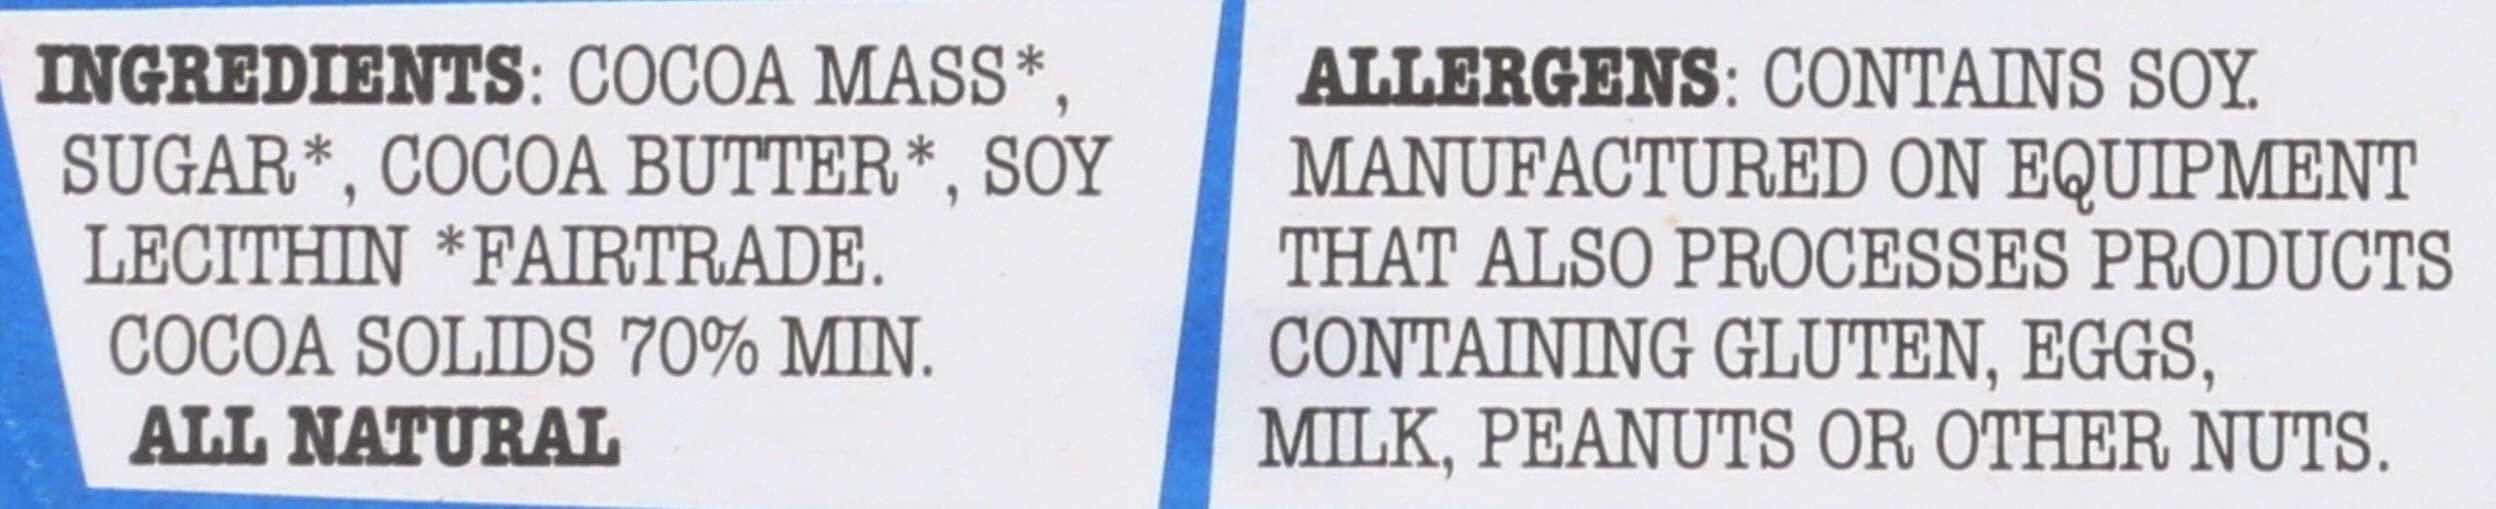 INGREDIENTS: COCOA MASS*,
SUGAR*, COCOA BUTTER*, SOY
LECITHIN *FAIRTRADE.
COCOA SOLIDS 70% MIN.
ALL NATURAL
ALLERGENS: CONTAINS SOY.
MANUFACTURED ON EQUIPMENT
THAT ALSO PROCESSES PRODUCTS
CONTAINING GLUTEN, EGGS,
MILK, PEANUTS OR OTHER NUTS.